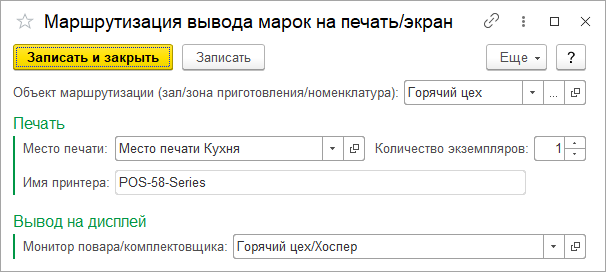 Маршрутизация вывода марок на печать/экран
Записать и закрыть Записать Еще ?
Объект маршрутизации (зал/зона приготовления/номенклатура): Горячий цех ...
Печать
Место печати: Место печати Кухня Количество экземпляров: 1
Имя принтера: POS-58-Series
Вывод на дисплей
Монитор повара/комплектовщика: Горячий цех/Хоспер